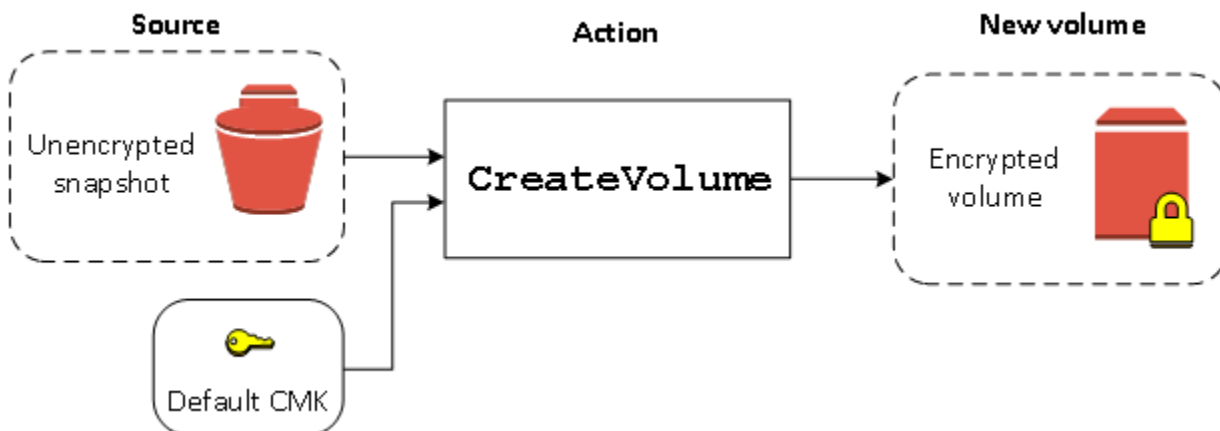 Source
Action
New volume
Unencrypted
snapshot
CreateVolume
Encrypted
volume
Default CMK